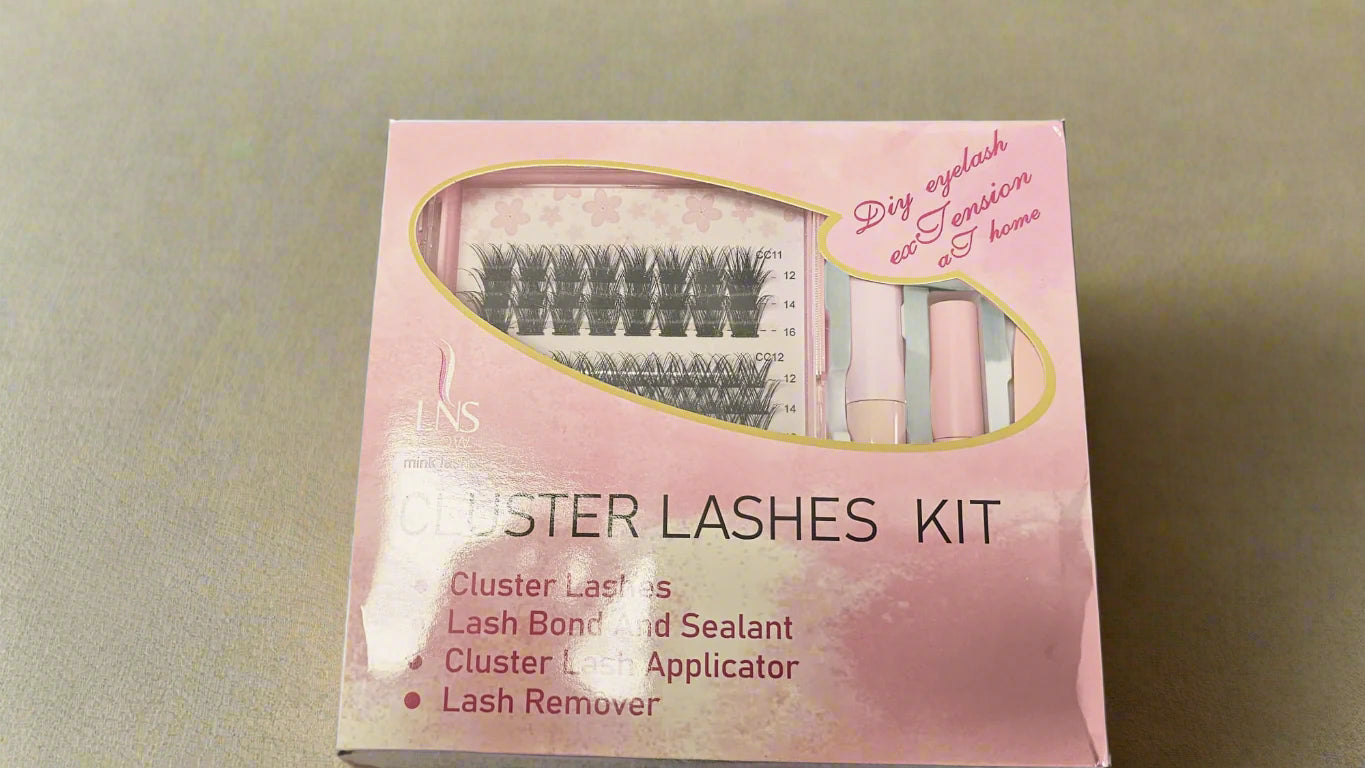 Diy eyelash
exTension
aT home
CC11
12
14
16
CC12
12
14
LNS
mink
CLUSTER LASHES KIT
Cluster Lashes
Lash Bond And Sealant
Cluster Lash Applicator
Lash Remover